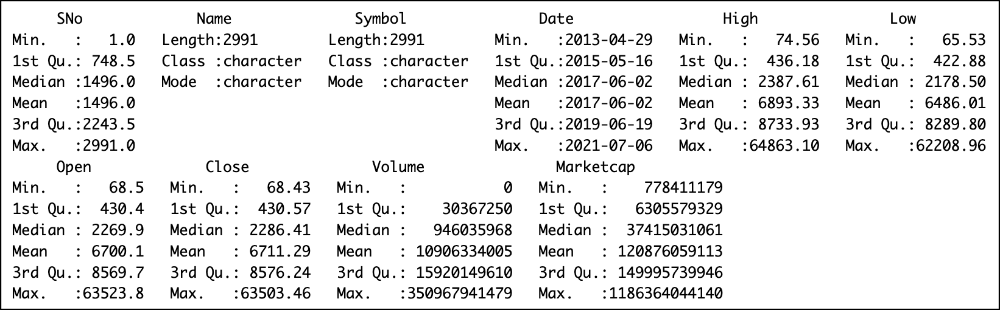 SNo             Name              Symbol               Date                 High               Low
Min.   :   1.0   Length:2991        Length:2991        Min.   :2013-04-29   Min.   :   74.56   Min.   :   65.53
1st Qu.: 748.5   Class :character   Class :character   1st Qu.:2015-05-16   1st Qu.:  436.18   1st Qu.:  422.88
Median :1496.0   Mode  :character   Mode  :character   Median :2017-06-02   Median : 2387.61   Median : 2178.50
Mean   :1496.0                                         Mean   :2017-06-02   Mean   : 6893.33   Mean   : 6486.01
3rd Qu.:2243.5                                         3rd Qu.:2019-06-19   3rd Qu.: 8733.93   3rd Qu.: 8289.80
Max.   :2991.0                                         Max.   :2021-07-06   Max.   :64863.10   Max.   :62208.96
     Open             Close              Volume               Marketcap
Min.   :   68.5   Min.   :   68.43   Min.   :           0   Min.   :    778411179
1st Qu.:  430.4   1st Qu.:  430.57   1st Qu.:    30367250   1st Qu.:   6305579329
Median : 2269.9   Median : 2286.41   Median :   946035968   Median :  37415031061
Mean   : 6700.1   Mean   : 6711.29   Mean   : 10906334005   Mean   : 120876059113
3rd Qu.: 8569.7   3rd Qu.: 8576.24   3rd Qu.: 15920149610   3rd Qu.: 149995739946
Max.   :63523.8   Max.   :63503.46   Max.   :350967941479   Max.   :1186364044140